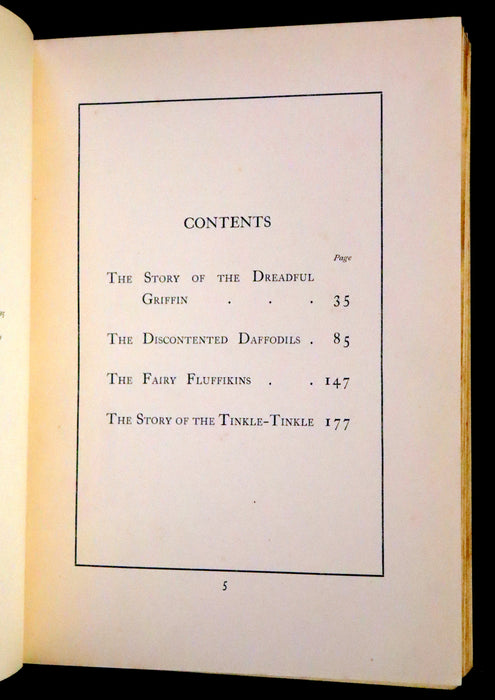 CONTENTS
Page
THE STORY OF THE DREADFUL
GRIFFIN . . . 35
THE DISCONTENTED DAFFODILS . 85
THE FAIRY FLUFFIKINS . . 147
THE STORY OF THE TINKLE-TINKLE 177
5